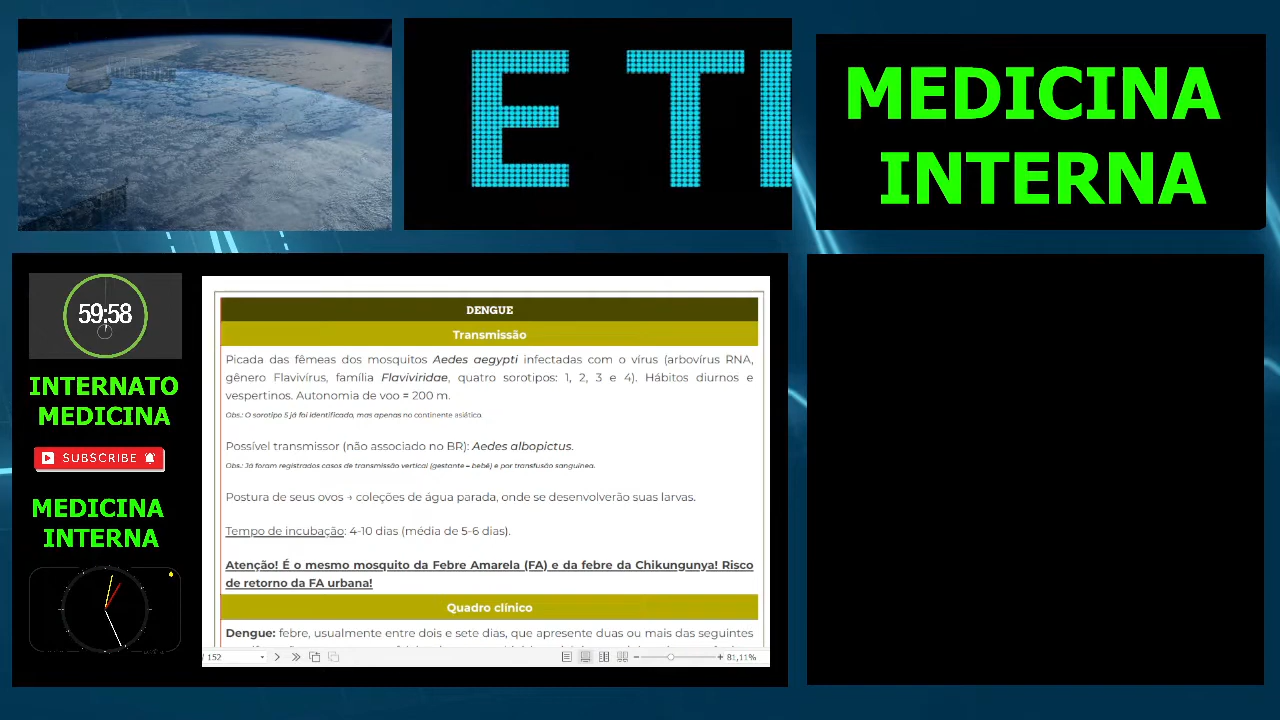 E T
MEDICINA
INTERNA
59:58
INTERNATO
MEDICINA
SUBSCRIBE
MEDICINA
INTERNA
DENGUE
Transmissão
Picada das fêmeas dos mosquitos Aedes aegypti infectadas com o vírus (arbovírus RNA,
gênero Flavivírus, família Flaviviridae, quatro sorotipos: 1, 2, 3 e 4). Hábitos diurnos e
vespertinos. Autonomia de voo = 200 m.
Obs.: O sorotipo 5 já foi identificada, mas apenas no continente asiático.
Possível transmissor (não associado no BR): Aedes albopictus.
Obs.: Já foram registrados casos de transmissão vertical (gestante – bebê) e por transfusão sanguínea.
Postura de seus ovos → coleções de água parada, onde se desenvolverão suas larvas.
Tempo de incubação: 4-10 dias (média de 5-6 dias).
Atenção! É o mesmo mosquito da Febre Amarela (FA) e da febre da Chikungunya! Risco
de retorno da FA urbana!
Quadro clínico
Dengue: febre, usualmente entre dois e sete dias, que apresente duas ou mais das seguintes
/ 152
81,11%